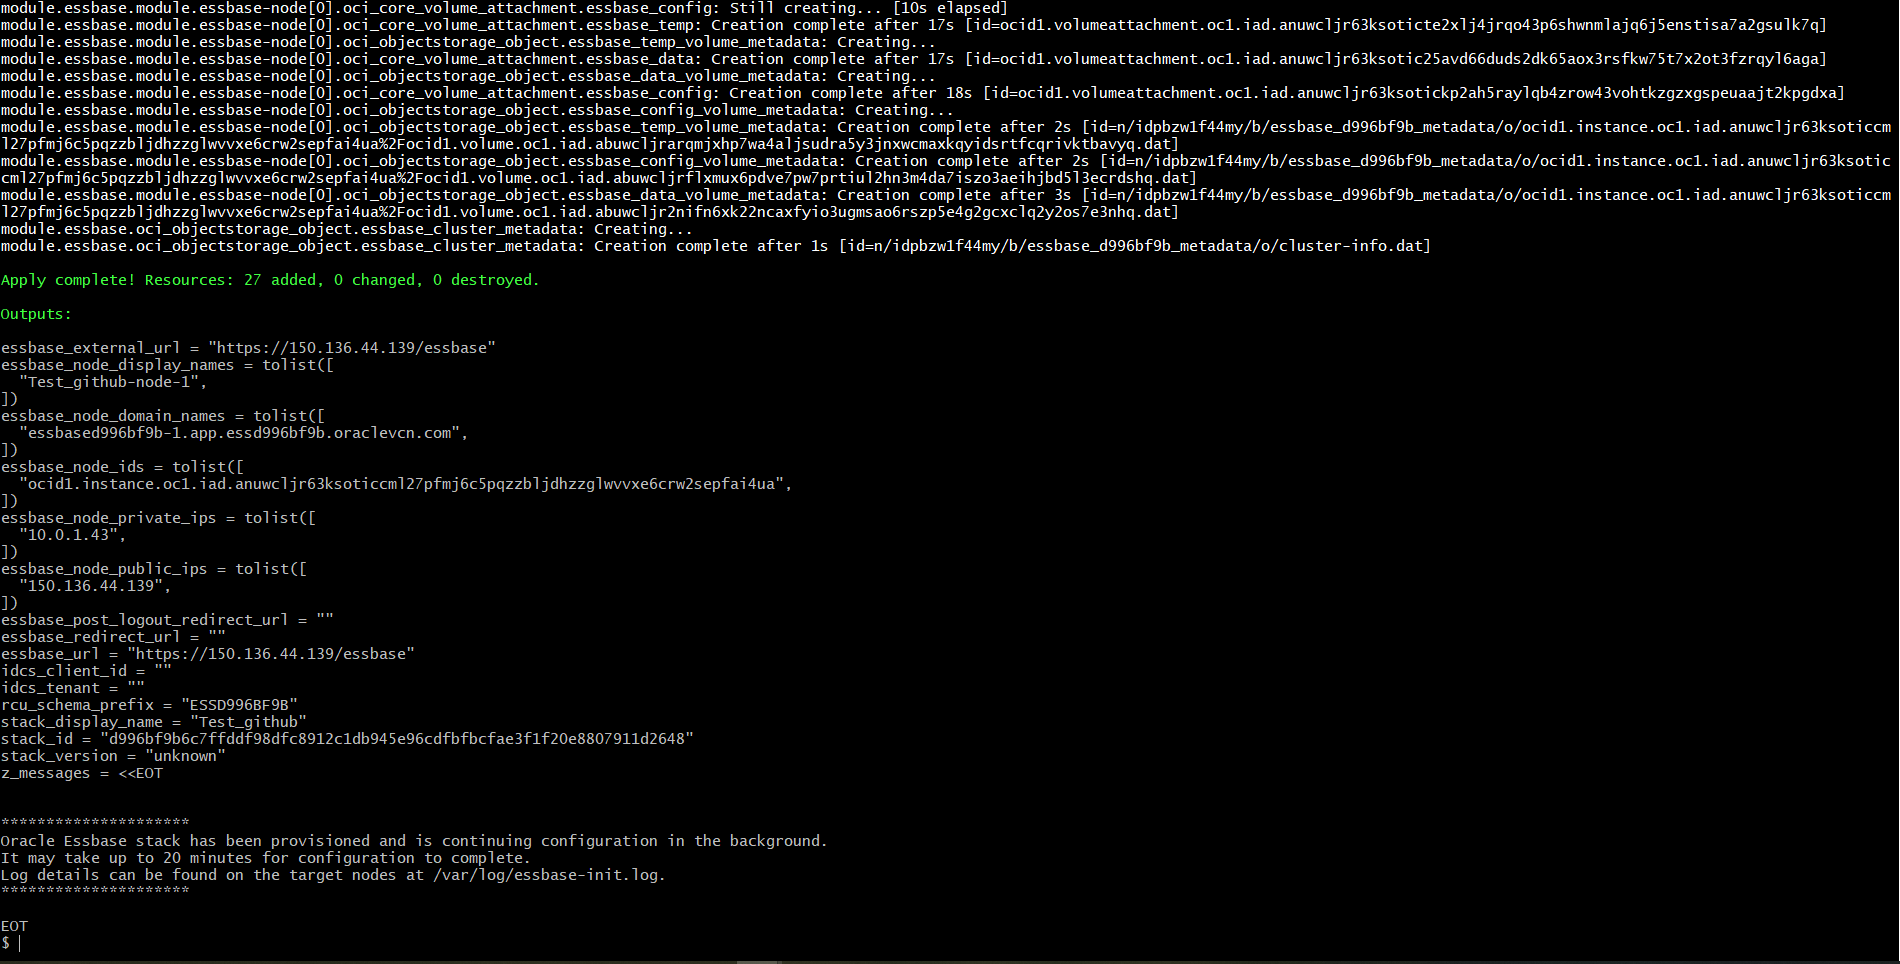 module.essbase.module.essbase-node[0].oci_core_volume_attachment.essbase_config: Still creating... [10s elapsed]
module.essbase.module.essbase-node[0].oci_core_volume_attachment.essbase_temp: Creation complete after 17s [id=ocid1.volumeattachment.oc1.iad.anuwcljr63ksoticte2xlj4jrqo43p6shwnmlajq6j5enstisa7a2gsulk7q]
module.essbase.module.essbase-node[0].oci_objectstorage_object.essbase_temp_volume_metadata: Creating...
module.essbase.module.essbase-node[0].oci_core_volume_attachment.essbase_data: Creation complete after 17s [id=ocid1.volumeattachment.oc1.iad.anuwcljr63ksotic25avd66duds2dk65aox3rsfkw75t7x2ot3fzrqyl6aga]
module.essbase.module.essbase-node[0].oci_objectstorage_object.essbase_data_volume_metadata: Creating...
module.essbase.module.essbase-node[0].oci_core_volume_attachment.essbase_config: Creation complete after 18s [id=ocid1.volumeattachment.oc1.iad.anuwcljr63ksotickp2ah5raylqb4zrow43vohtkzgzxgspeuaajt2kpgdxa]
module.essbase.module.essbase-node[0].oci_objectstorage_object.essbase_config_volume_metadata: Creating...
module.essbase.module.essbase-node[0].oci_objectstorage_object.essbase_temp_volume_metadata: Creation complete after 2s [id=n/idpbzw1f44my/b/essbase_d996bf9b_metadata/o/ocid1.instance.oc1.iad.anuwcljr63ksoticcm
l27pfmj6c5pqzzbljdhzzglwvvxe6crw2sepfai4ua%2Focid1.volume.oc1.iad.abuwcljrarqmjxhp7wa4aljsudra5y3jnxwcmaxkqyidsrtfcqrivktbavyq.dat]
module.essbase.module.essbase-node[0].oci_objectstorage_object.essbase_config_volume_metadata: Creation complete after 2s [id=n/idpbzw1f44my/b/essbase_d996bf9b_metadata/o/ocid1.instance.oc1.iad.anuwcljr63ksotic
cml27pfmj6c5pqzzbljdhzzglwvvxe6crw2sepfai4ua%2Focid1.volume.oc1.iad.abuwcljrflxmux6pdve7pw7prtiul2hn3m4da7iszo3aeihjbd5l3ecrdshq.dat]
module.essbase.module.essbase-node[0].oci_objectstorage_object.essbase_data_volume_metadata: Creation complete after 3s [id=n/idpbzw1f44my/b/essbase_d996bf9b_metadata/o/ocid1.instance.oc1.iad.anuwcljr63ksoticcm
l27pfmj6c5pqzzbljdhzzglwvvxe6crw2sepfai4ua%2Focid1.volume.oc1.iad.abuwcljr2nifn6xk22ncaxfyio3ugmsao6rszp5e4g2gcxclq2y2os7e3nhq.dat]
module.essbase.oci_objectstorage_object.essbase_cluster_metadata: Creating...
module.essbase.oci_objectstorage_object.essbase_cluster_metadata: Creation complete after 1s [id=n/idpbzw1f44my/b/essbase_d996bf9b_metadata/o/cluster-info.dat]
Apply complete! Resources: 27 added, 0 changed, 0 destroyed.
Outputs:
essbase_external_url = "https://150.136.44.139/essbase"
essbase_node_display_names = tolist([
"Test_github-node-1",
])
essbase_node_domain_names = tolist([
"essbased996bf9b-1.app.essd996bf9b.oraclevcn.com",
])
essbase_node_ids = tolist([
"ocid1.instance.oc1.iad.anuwcljr63ksoticcml27pfmj6c5pqzzbljdhzzglwvvxe6crw2sepfai4ua",
])
essbase_node_private_ips = tolist([
"10.0.1.43",
])
essbase_node_public_ips = tolist([
"150.136.44.139",
])
essbase_post_logout_redirect_url = ""
essbase_redirect_url = ""
essbase_url = "https://150.136.44.139/essbase"
idcs_client_id = ""
idcs_tenant = ""
rcu_schema_prefix = "ESSD996BF9B"
stack_display_name = "Test_github"
stack_id = "d996bf9b6c7ffddf98dfc8912c1db945e96cdfbfbcfae3f1f20e8807911d2648"
stack_version = "unknown"
z_messages = <<EOT
*********************
Oracle Essbase stack has been provisioned and is continuing configuration in the background.
It may take up to 20 minutes for configuration to complete.
Log details can be found on the target nodes at /var/log/essbase-init.log.
*********************
EOT
$